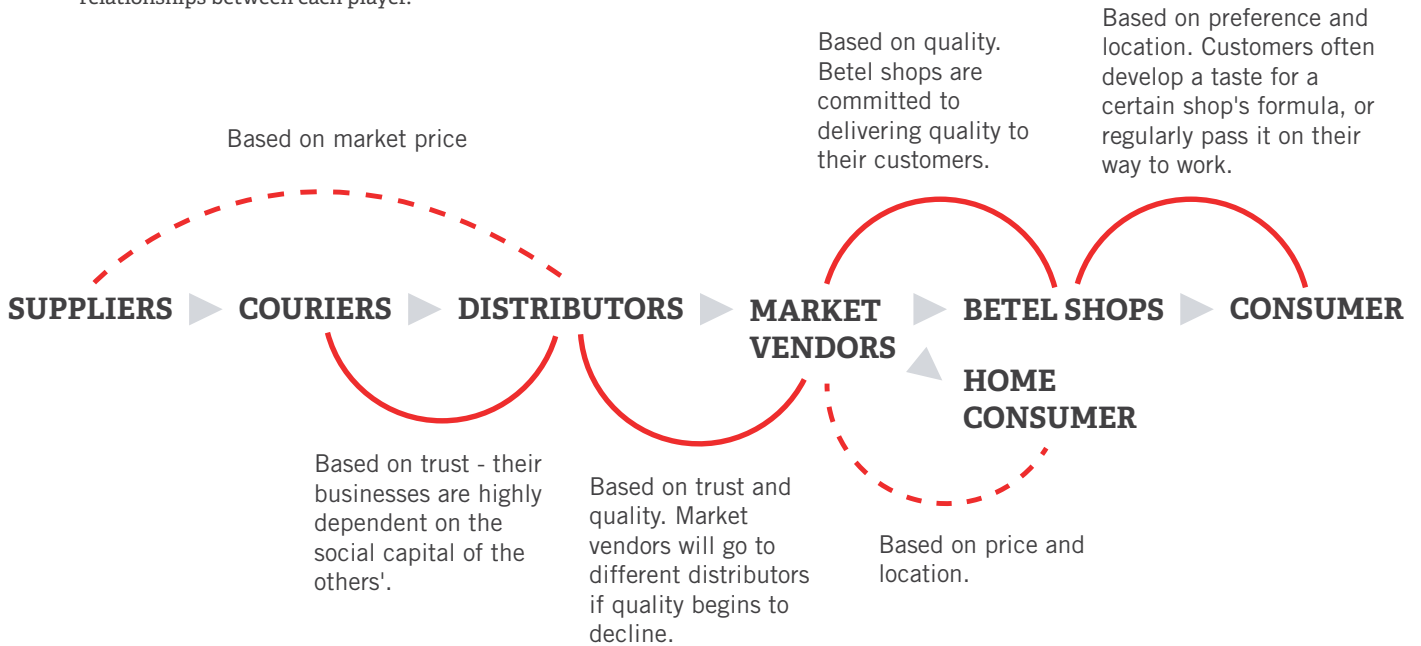 relationships between each player.
Based on market price
Based on quality.
Betel shops are
committed to
delivering quality to
their customers.
Based on preference and
location. Customers often
develop a taste for a
certain shop's formula, or
regularly pass it on their
way to work.
SUPPLIERS
COURIERS
DISTRIBUTORS
MARKET
VENDORS
BETEL SHOPS
CONSUMER
HOME
CONSUMER
Based on trust - their
businesses are highly
dependent on the
social capital of the
others'.
Based on trust and
quality. Market
vendors will go to
different distributors
if quality begins to
decline.
Based on price and
location.